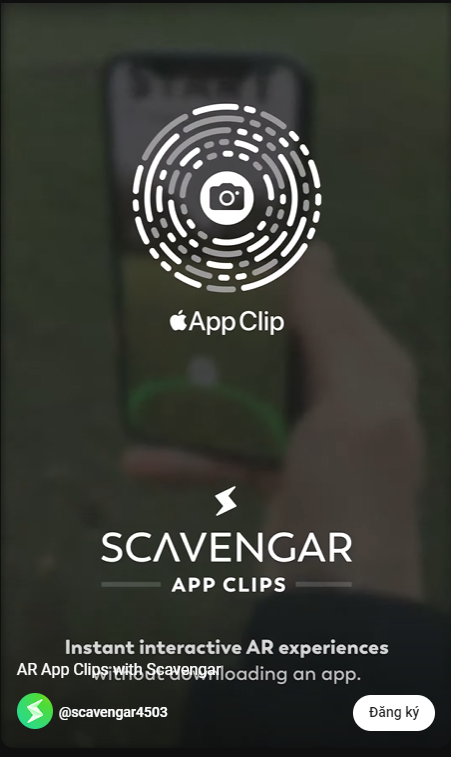 START
App Clip
SCAVENGAR
APP CLIPS
Instant interactive AR experiences
without downloading an app.
AR App Clips with Scavengar
@scavengar4503
Đăng ký